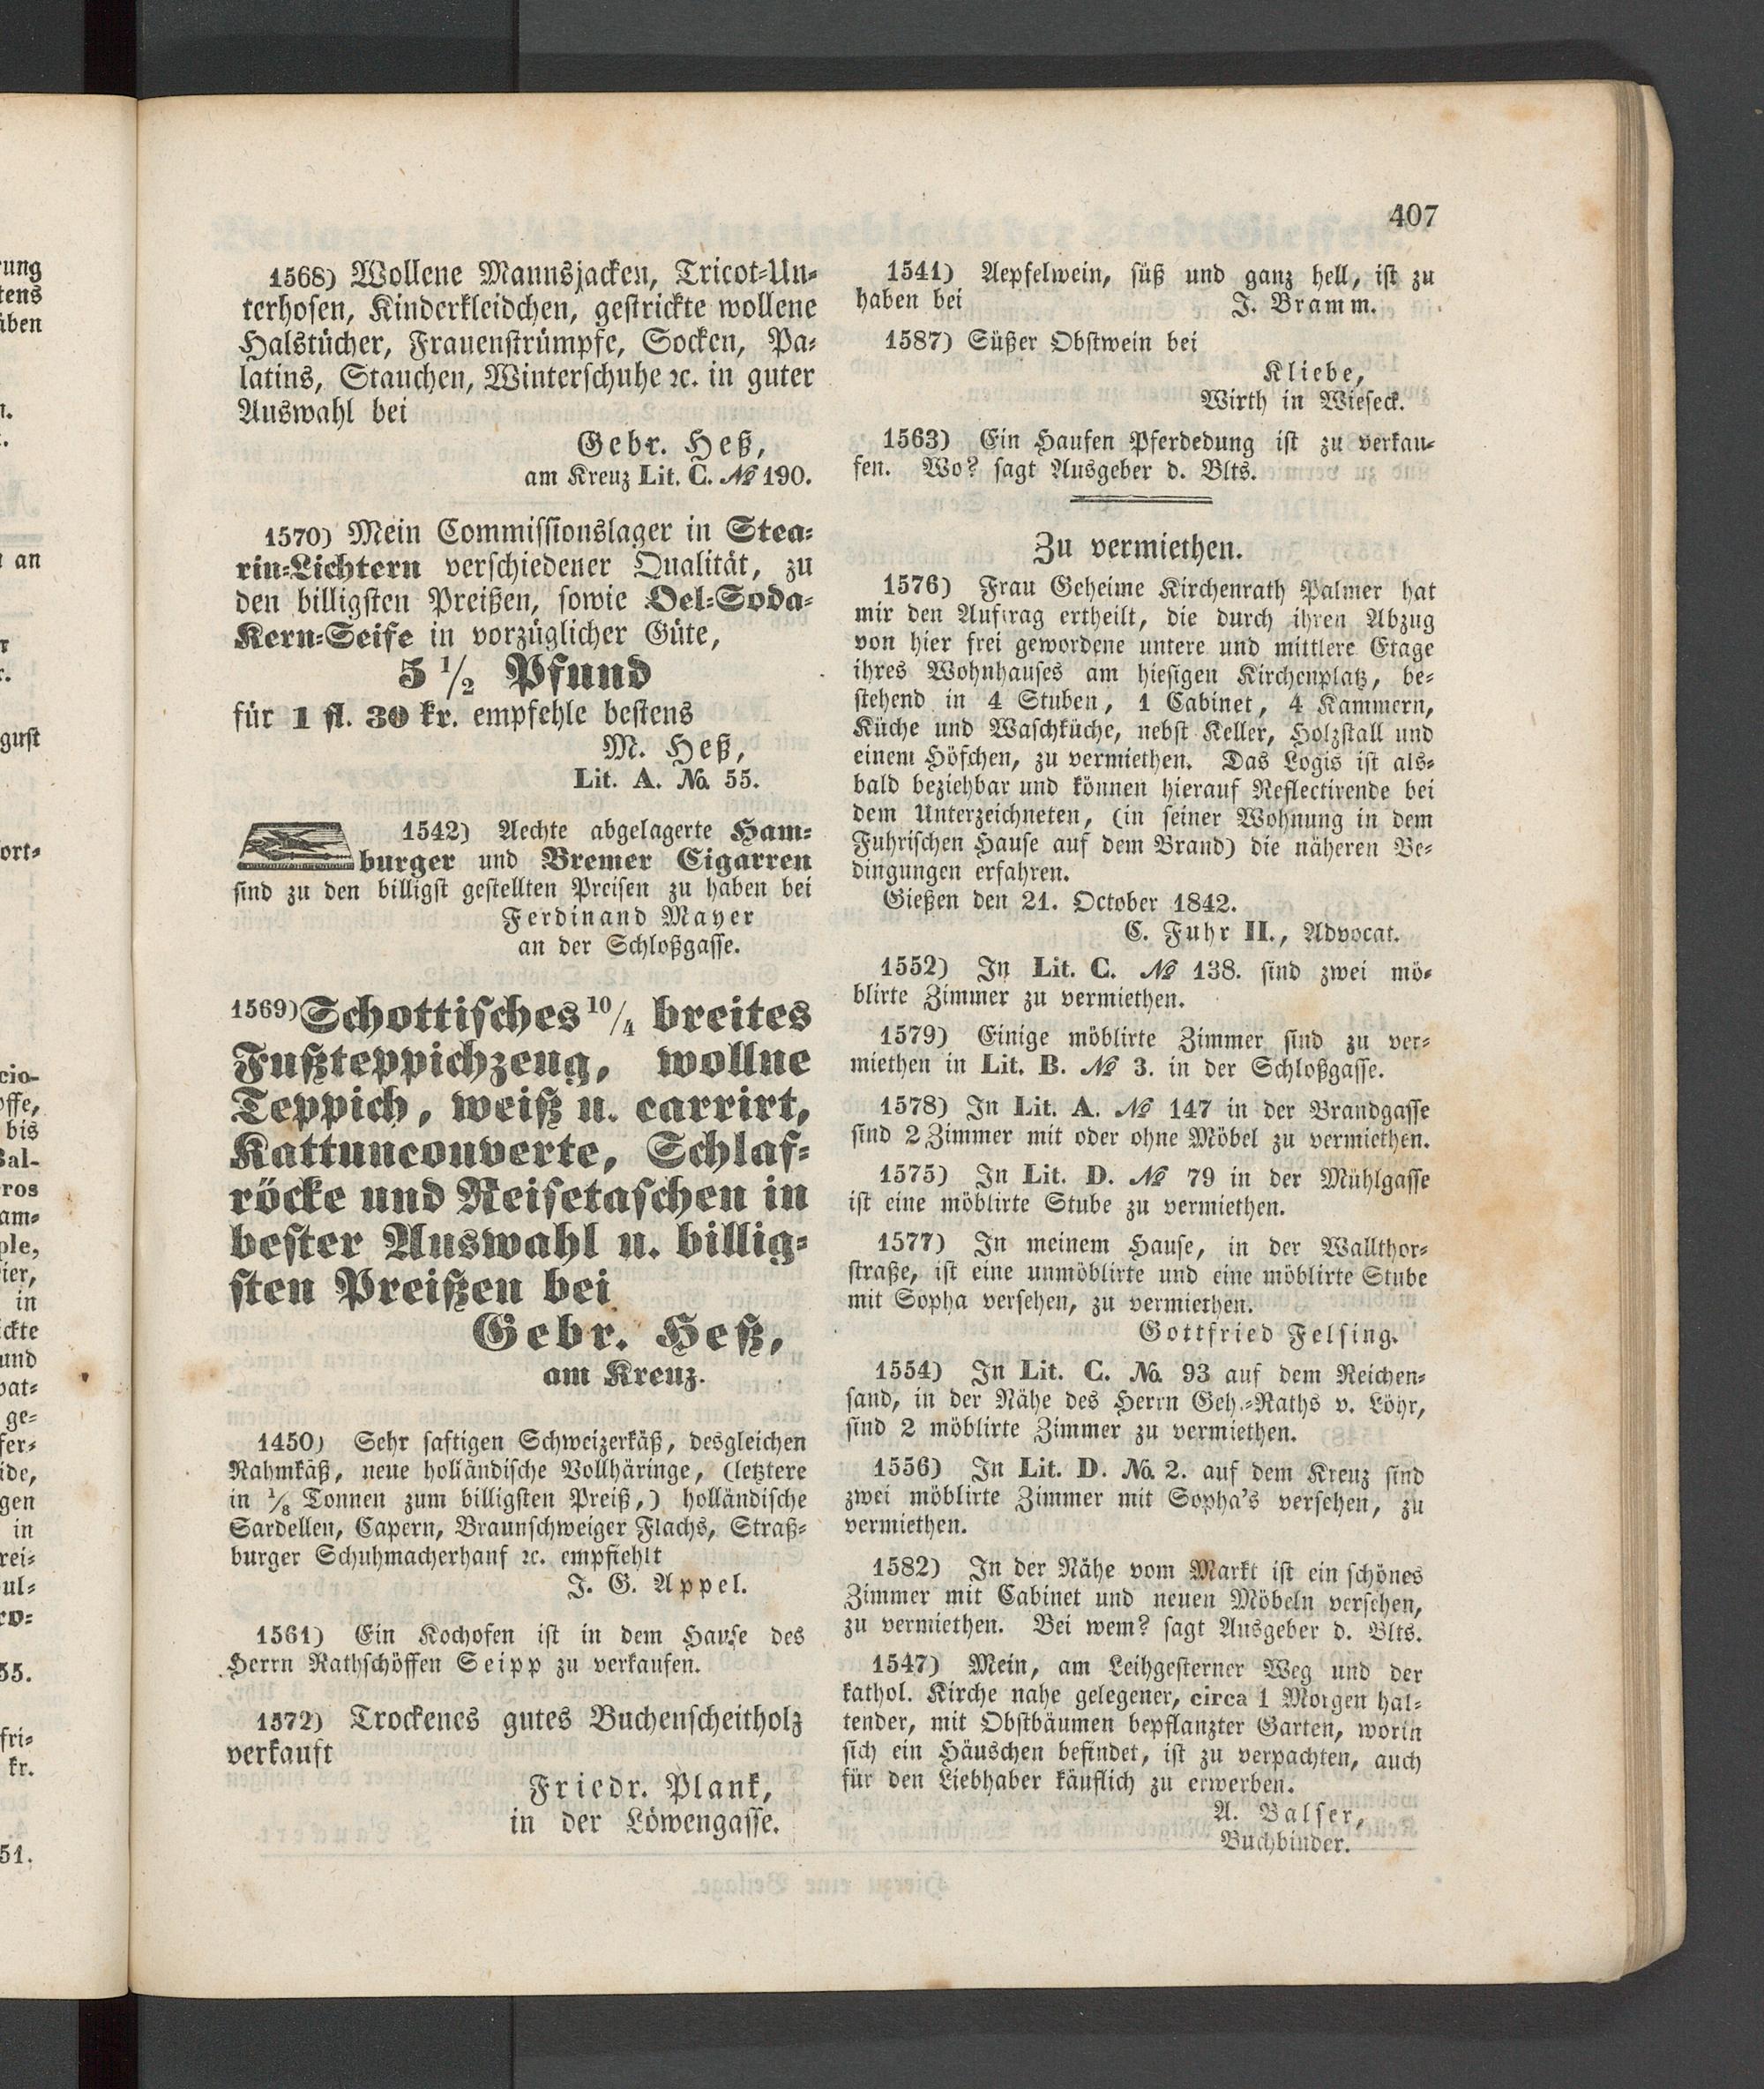 407
1568) Wollene Mannsjacken, Tricot-Un-
terhosen, Kinderkleidchen, gestrickte wollene
Halstücher, Frauenstrümpfe, Socken, Pa-
latins, Stauchen, Winterschuhe ꝛc. in guter
Auswahl bei
Gebr. Heß,
am Kreuz Lit. C. № 190.
1570) Mein Commissionslager in Stea-
rin-Lichtern verschiedener Qualität, zu
den billigsten Preißen, sowie Oel-Soda-
Kern-Seife in vorzüglicher Güte,
5 1/2 Pfund
für 1 fl. 30 kr. empfehle bestens
M. Heß,
Lit. A. No. 55.
1542) Aechte abgelagerte Ham-
burger und Bremer Cigarren
sind zu den billigst gestellten Preisen zu haben bei
Ferdinand Mayer
an der Schloßgasse.
1569) Schottisches 10/4 breites
Fußteppichzeug, wollne
Teppich, weiß u. carrirt,
Kattunconverte, Schlaf-
röcke und Reisetaschen in
bester Auswahl u. billig-
sten Preißen bei
Gebr. Heß,
am Kreuz.
1450) Sehr saftigen Schweizerkäß, desgleichen
Rahmkäß, neue holländische Vollhäringe, (letztere
in 1/8 Tonnen zum billigsten Preiß,) holländische
Sardellen, Capern, Braunschweiger Flachs, Straß-
burger Schuhmacherhanf ꝛc. empfiehlt
J. G. Appel.
1561) Ein Kochofen ist in dem Hause des
Herrn Rathschöffen Seipp zu verkaufen.
1572) Trockenes gutes Buchenscheitholz
verkauft
Friedr. Plank,
in der Löwengasse.
1541) Aepfelwein, süß und ganz hell, ist zu
haben bei J. Bramm.
1587) Süßer Obstwein bei
Kliebe,
Wirth in Wieseck.
1563) Ein Haufen Pferdedung ist zu verkau-
fen. Wo? sagt Ausgeber d. Blts.
Zu vermiethen.
1576) Frau Geheime Kirchenrath Palmer hat
mir den Auftrag ertheilt, die durch ihren Abzug
von hier frei gewordene untere und mittlere Etage
ihres Wohnhauses am hiesigen Kirchenplatz, be-
stehend in 4 Stuben, 1 Cabinet, 4 Kammern,
Küche und Waschküche, nebst Keller, Holzstall und
einem Höfchen, zu vermiethen. Das Logis ist als-
bald beziehbar und können hierauf Reflectirende bei
dem Unterzeichneten, (in seiner Wohnung in dem
Fuhrischen Hause auf dem Brand) die näheren Be-
dingungen erfahren.
Gießen den 21. October 1842.
C. Fuhr II., Advocat.
1552) In Lit. C. № 138. sind zwei mö-
blirte Zimmer zu vermiethen.
1579) Einige möblirte Zimmer sind zu ver-
miethen in Lit. B. № 3. in der Schloßgasse.
1578) In Lit. A. № 147 in der Brandgasse
sind 2 Zimmer mit oder ohne Möbel zu vermiethen.
1575) In Lit. D. № 79 in der Mühlgasse
ist eine möblirte Stube zu vermiethen.
1577) In meinem Hause, in der Wallthor-
straße, ist eine unmöblirte und eine möblirte Stube
mit Sopha versehen, zu vermiethen.
Gottfried Felsing.
1554) In Lit. C. No. 93 auf dem Reichen-
sand, in der Nähe des Herrn Geh.-Raths v. Löhr,
sind 2 möblirte Zimmer zu vermiethen.
1556) In Lit. D. No. 2. auf dem Kreuz sind
zwei möblirte Zimmer mit Sopha's versehen, zu
vermiethen.
1582) In der Nähe vom Markt ist ein schönes
Zimmer mit Cabinet und neuen Möbeln versehen,
zu vermiethen. Bei wem? sagt Ausgeber d. Blts.
1547) Mein, am Leihgesterner Weg und der
kathol. Kirche nahe gelegener, circa 1 Morgen hal-
tender, mit Obstbäumen bepflanzter Garten, worin
sich ein Häuschen befindet, ist zu verpachten, auch
für den Liebhaber käuflich zu erwerben.
A. Balser,
Buchbinder.